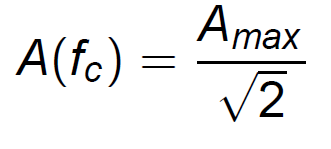 A(f_c) = A_max / √2